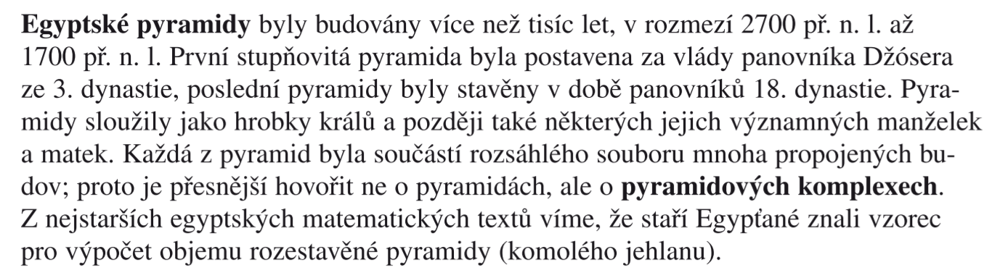 Egyptské pyramidy byly budovány více než tisíc let, v rozmezí 2700 př. n. l. až
1700 př. n. l. První stupňovitá pyramida byla postavena za vlády panovníka Džósera
ze 3. dynastie, poslední pyramidy byly stavěny v době panovníků 18. dynastie. Pyra-
midy sloužily jako hrobky králů a později také některých jejich významných manželek
a matek. Každá z pyramid byla součástí rozsáhlého souboru mnoha propojených bu-
dov; proto je přesnější hovořit ne o pyramidách, ale o pyramidových komplexech.
Z nejstarších egyptských matematických textů víme, že staří Egypťané znali vzorec
pro výpočet objemu rozestavěné pyramidy (komolého jehlanu).